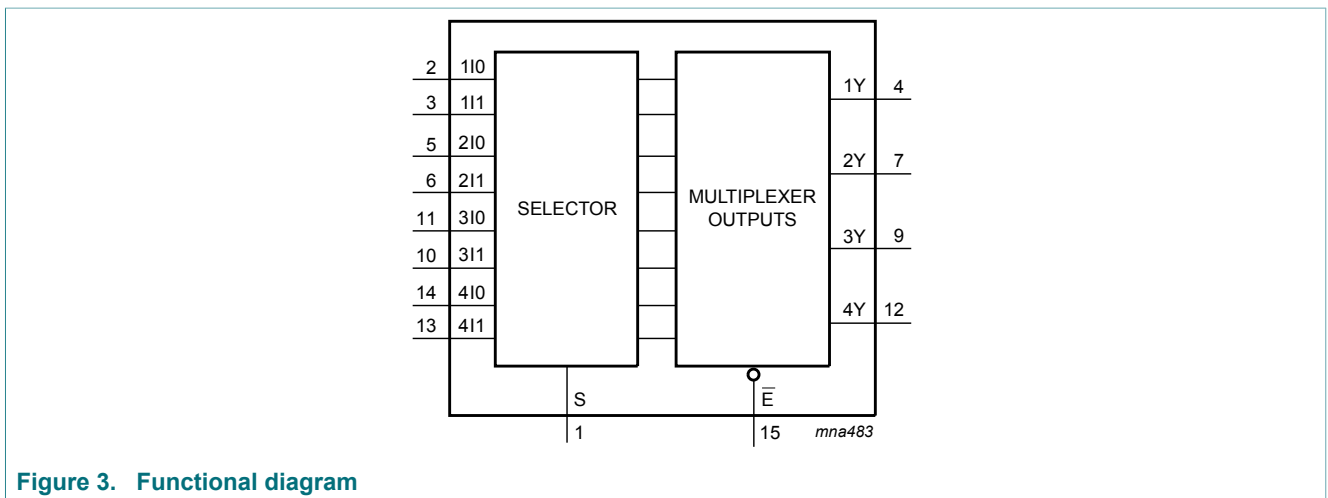 2 1I0
3 1I1
5 2I0
6 2I1
11 3I0
10 3I1
14 4I0
13 4I1
SELECTOR
MULTIPLEXER
OUTPUTS
1Y 4
2Y 7
3Y 9
4Y 12
S
1
E̅
15
mna483
Figure 3. Functional diagram